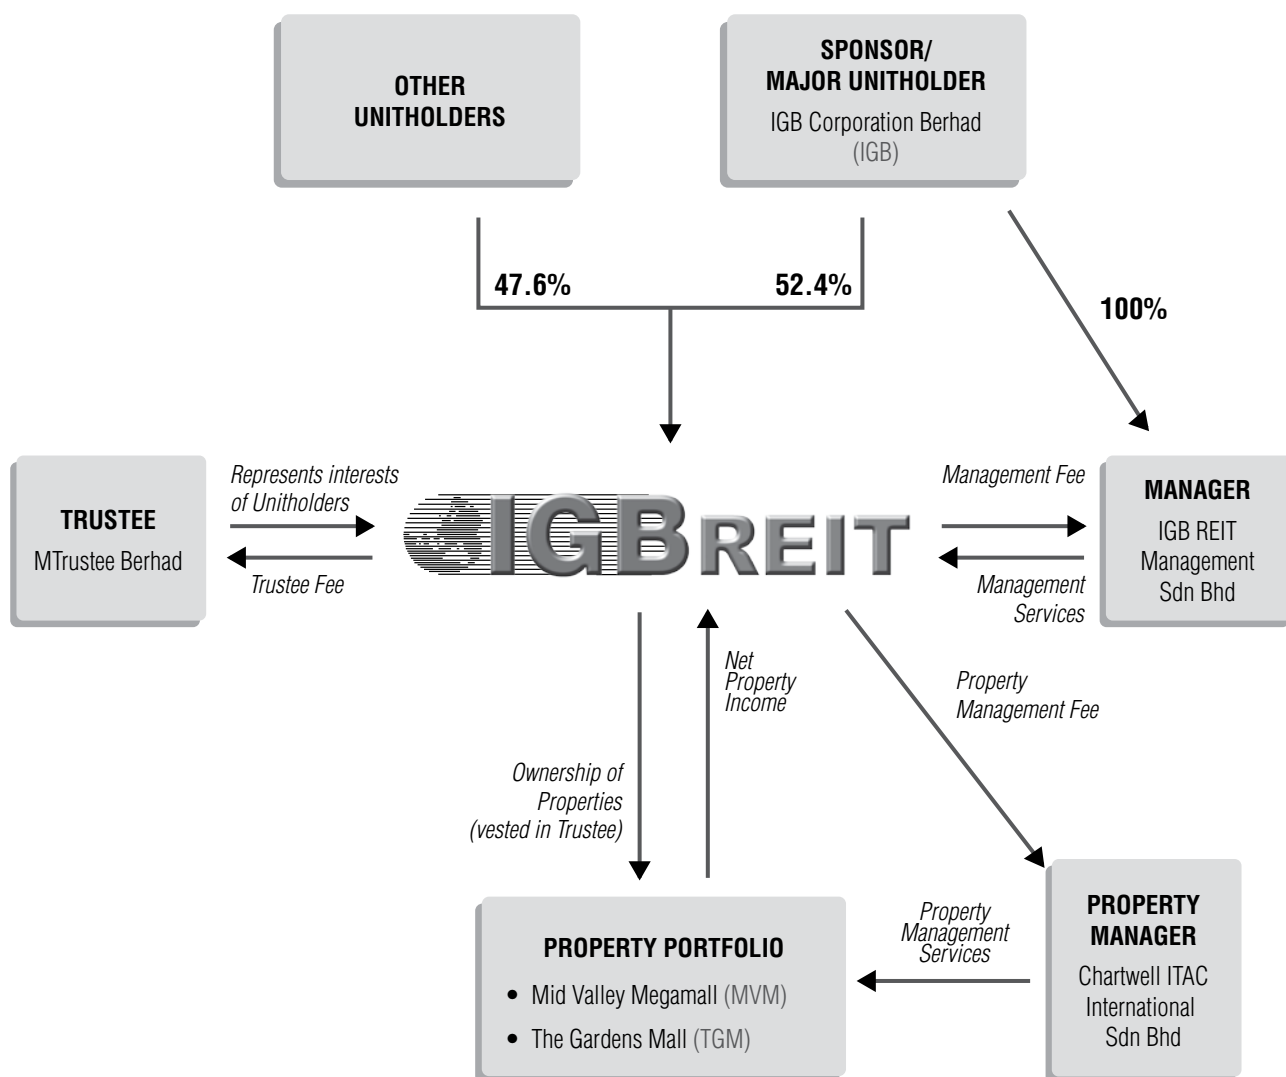 OTHER
UNITHOLDERS
SPONSOR/
MAJOR UNITHOLDER
IGB Corporation Berhad
(IGB)
47.6%
52.4%
100%
TRUSTEE
MTrustee Berhad
Represents interests
of Unitholders
Trustee Fee
IGBREIT
Management Fee
Management
Services
MANAGER
IGB REIT
Management
Sdn Bhd
Net
Property
Income
Property
Management Fee
Ownership of
Properties
(vested in Trustee)
PROPERTY PORTFOLIO
• Mid Valley Megamall (MVM)
• The Gardens Mall (TGM)
Property
Management
Services
PROPERTY
MANAGER
Chartwell ITAC
International
Sdn Bhd